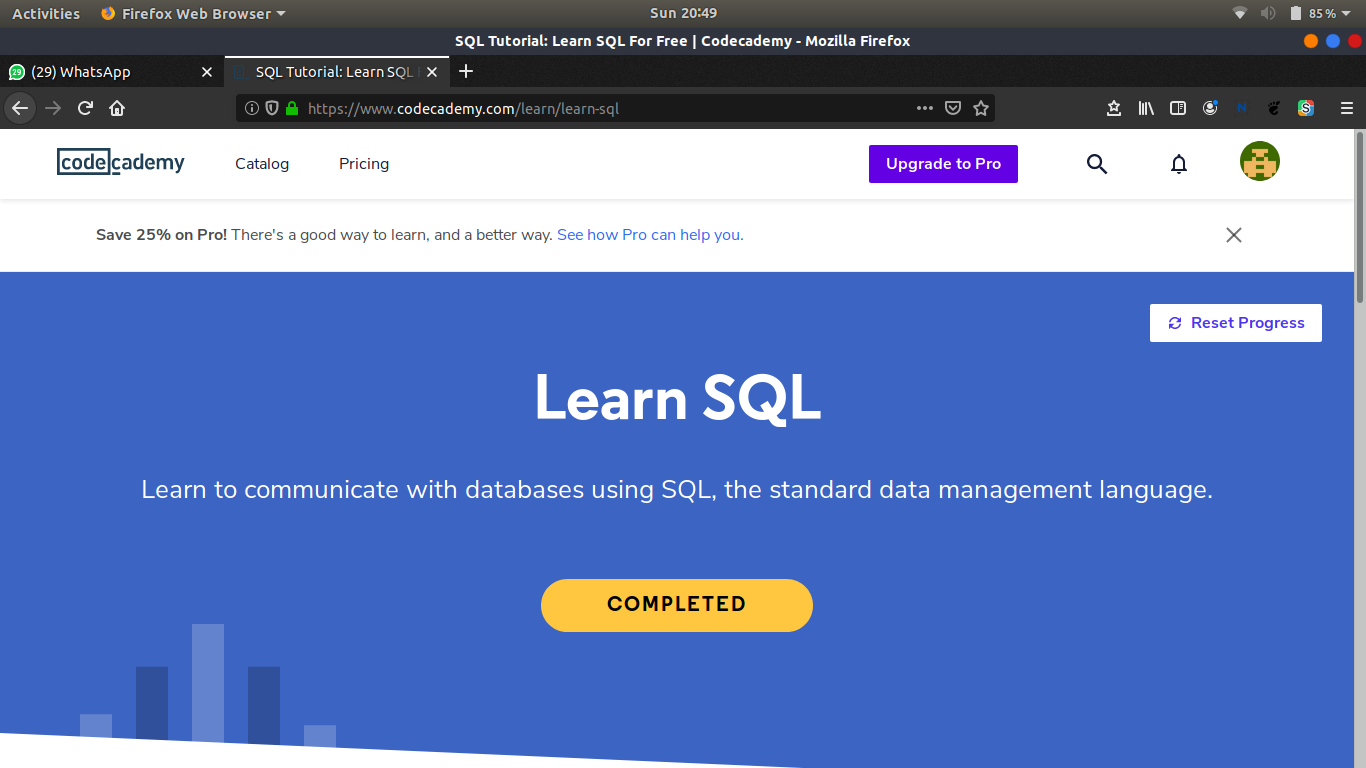 Activities Firefox Web Browser Sun 20:49 85%
SQL Tutorial: Learn SQL For Free | Codecademy - Mozilla Firefox
(29) WhatsApp SQL Tutorial: Learn SQL
https://www.codecademy.com/learn/learn-sql
codecademy Catalog Pricing Upgrade to Pro
Save 25% on Pro! There's a good way to learn, and a better way. See how Pro can help you.
Reset Progress
Learn SQL
Learn to communicate with databases using SQL, the standard data management language.
COMPLETED